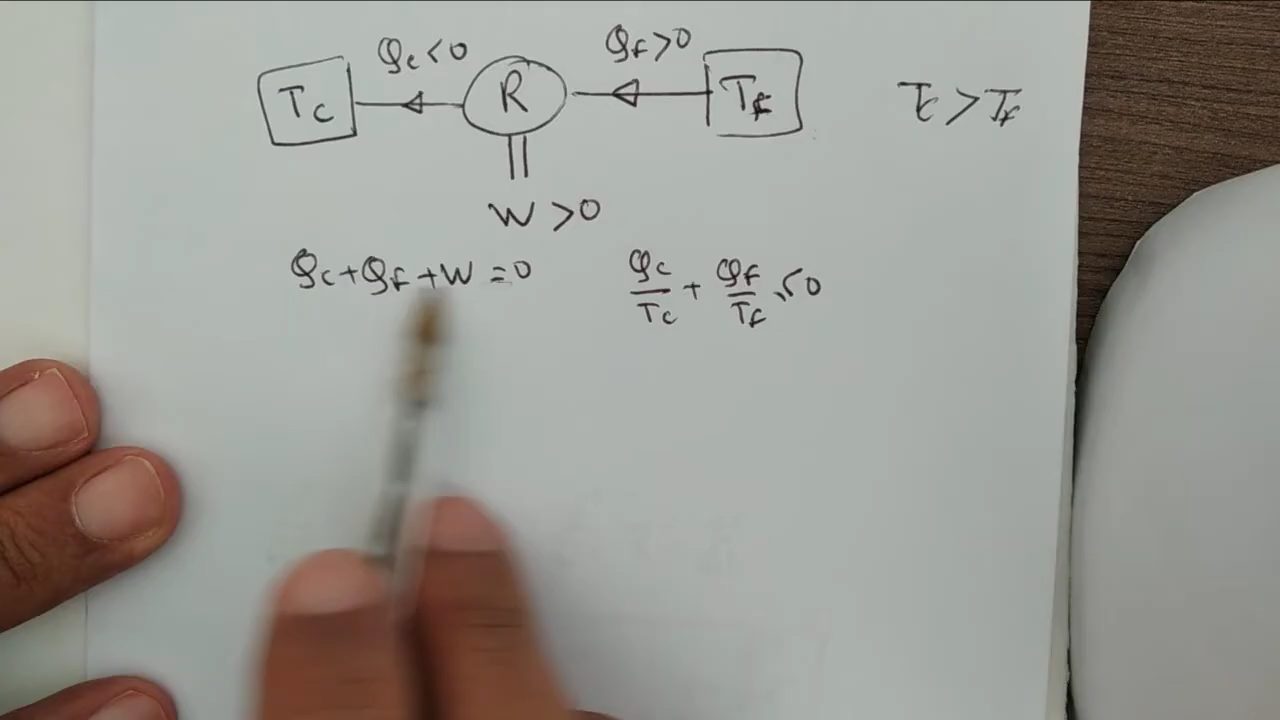 Qc<0 Qf>0
Tc R Tf Tc > Tf
W >0
Qc+Qf+W =0 Qc/Tc + Qf/Tf ≤0